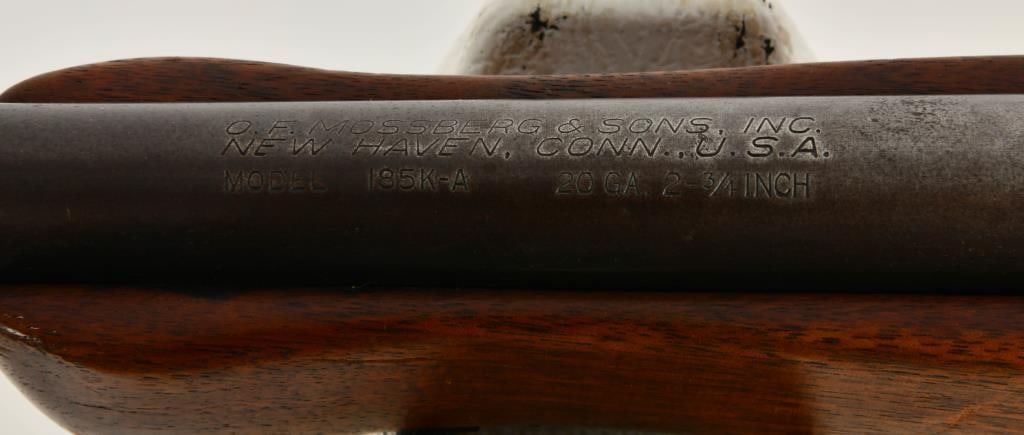 O.F. MOSSBERG & SONS, INC.
NEW HAVEN, CONN., U.S.A.
MODEL 185K-A 20 GA. 2-3/4 INCH